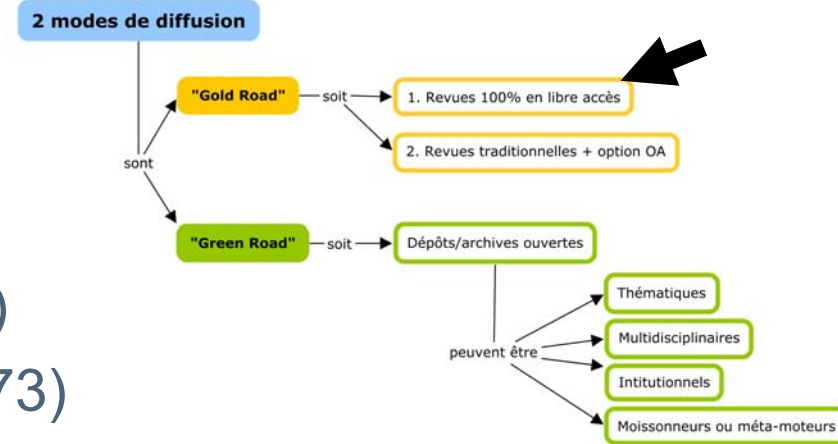 2 modes de diffusion
"Gold Road"
soit
1. Revues 100% en libre accès
2. Revues traditionnelles + option OA
sont
"Green Road"
soit
Dépôts/archives ouvertes
Thématiques
)
Multidisciplinaires
peuvent être
73)
Intitutionnels
Moissonneurs ou méta-moteurs